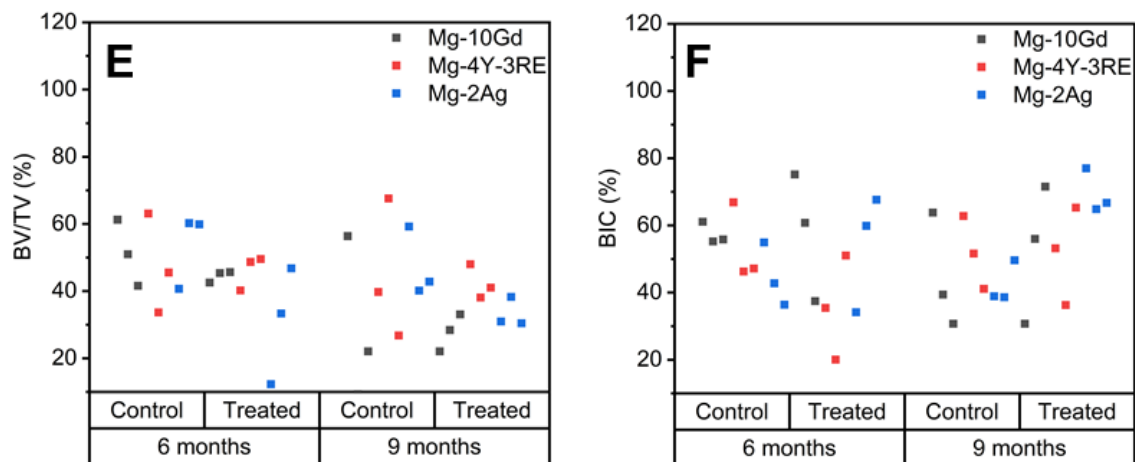 E
BV/TV (%)
120
100
80
60
40
20
Mg-10Gd
Mg-4Y-3RE
Mg-2Ag
Control Treated Control Treated
6 months 9 months
F
BIC (%)
120
100
80
60
40
20
Mg-10Gd
Mg-4Y-3RE
Mg-2Ag
Control Treated Control Treated
6 months 9 months